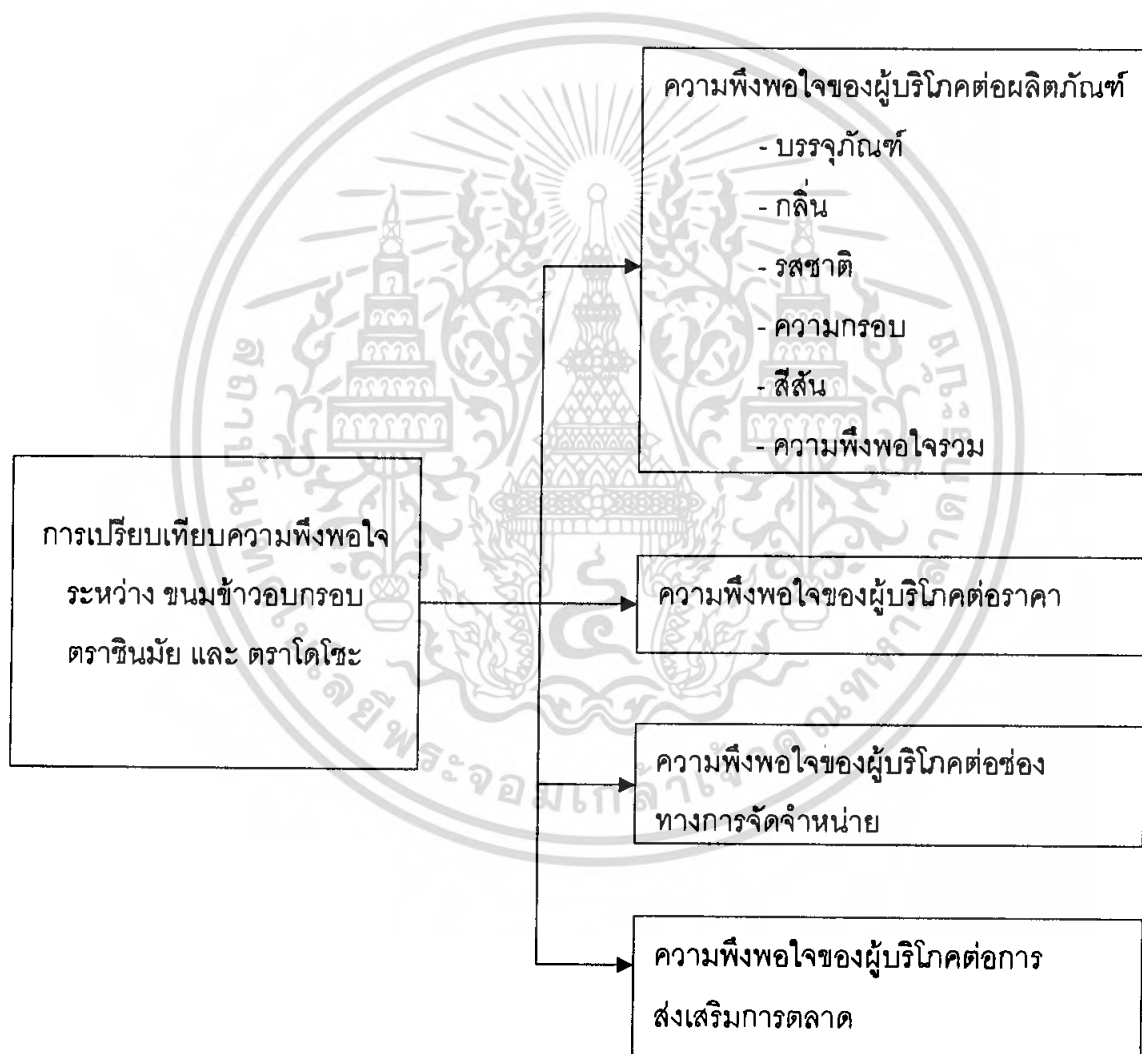 ความพึงพอใจของผู้บริโภคต่อผลิตภัณฑ์
- บรรจุภัณฑ์
- กลิ่น
- รสชาติ
- ความกรอบ
- สีสัน
- ความพึงพอใจรวม
การเปรียบเทียบความพึงพอใจ
ระหว่าง ขนมข้าวอบกรอบ
ตราชินมัย และ ตราโดโซะ
ความพึงพอใจของผู้บริโภคต่อราคา
ความพึงพอใจของผู้บริโภคต่อช่อง
ทางการจัดจำหน่าย
ความพึงพอใจของผู้บริโภคต่อการ
ส่งเสริมการตลาด